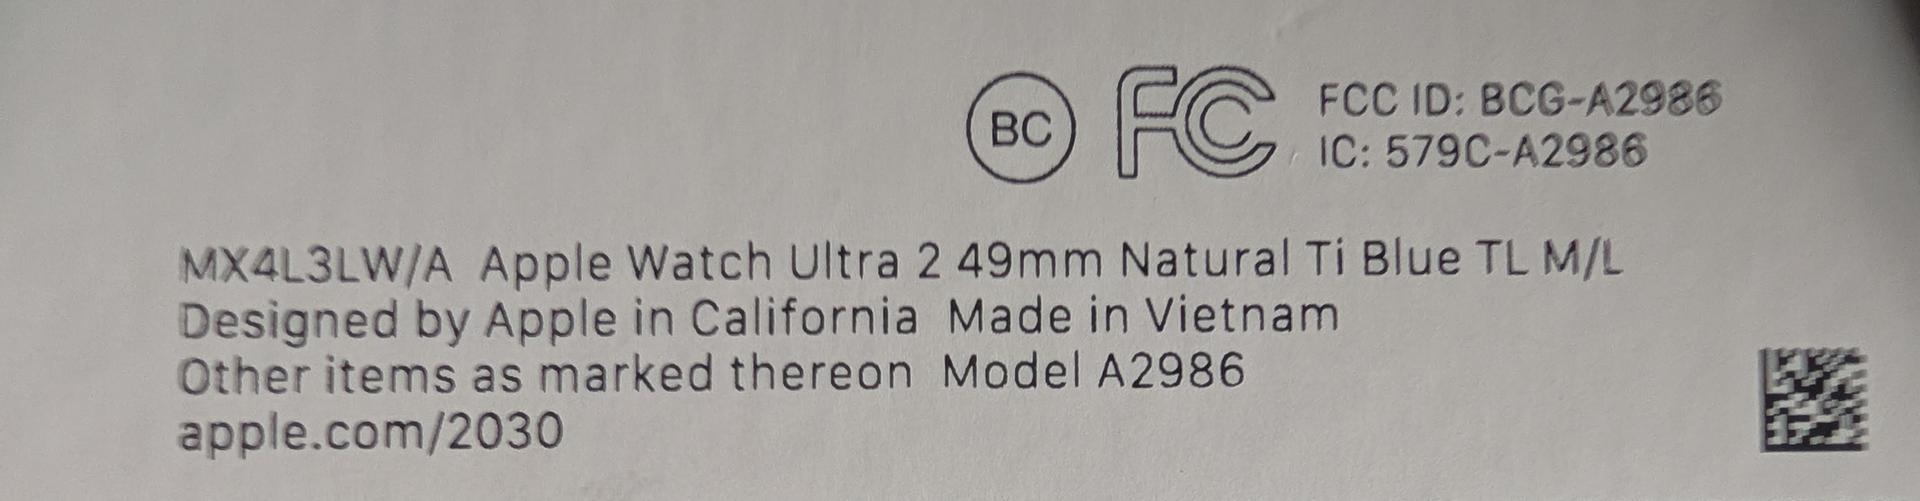 BC FC FCC ID: BCG-A2986
IC: 579C-A2986
MX4L3LW/A Apple Watch Ultra 2 49mm Natural Ti Blue TL M/L
Designed by Apple in California Made in Vietnam
Other items as marked thereon Model A2986
apple.com/2030